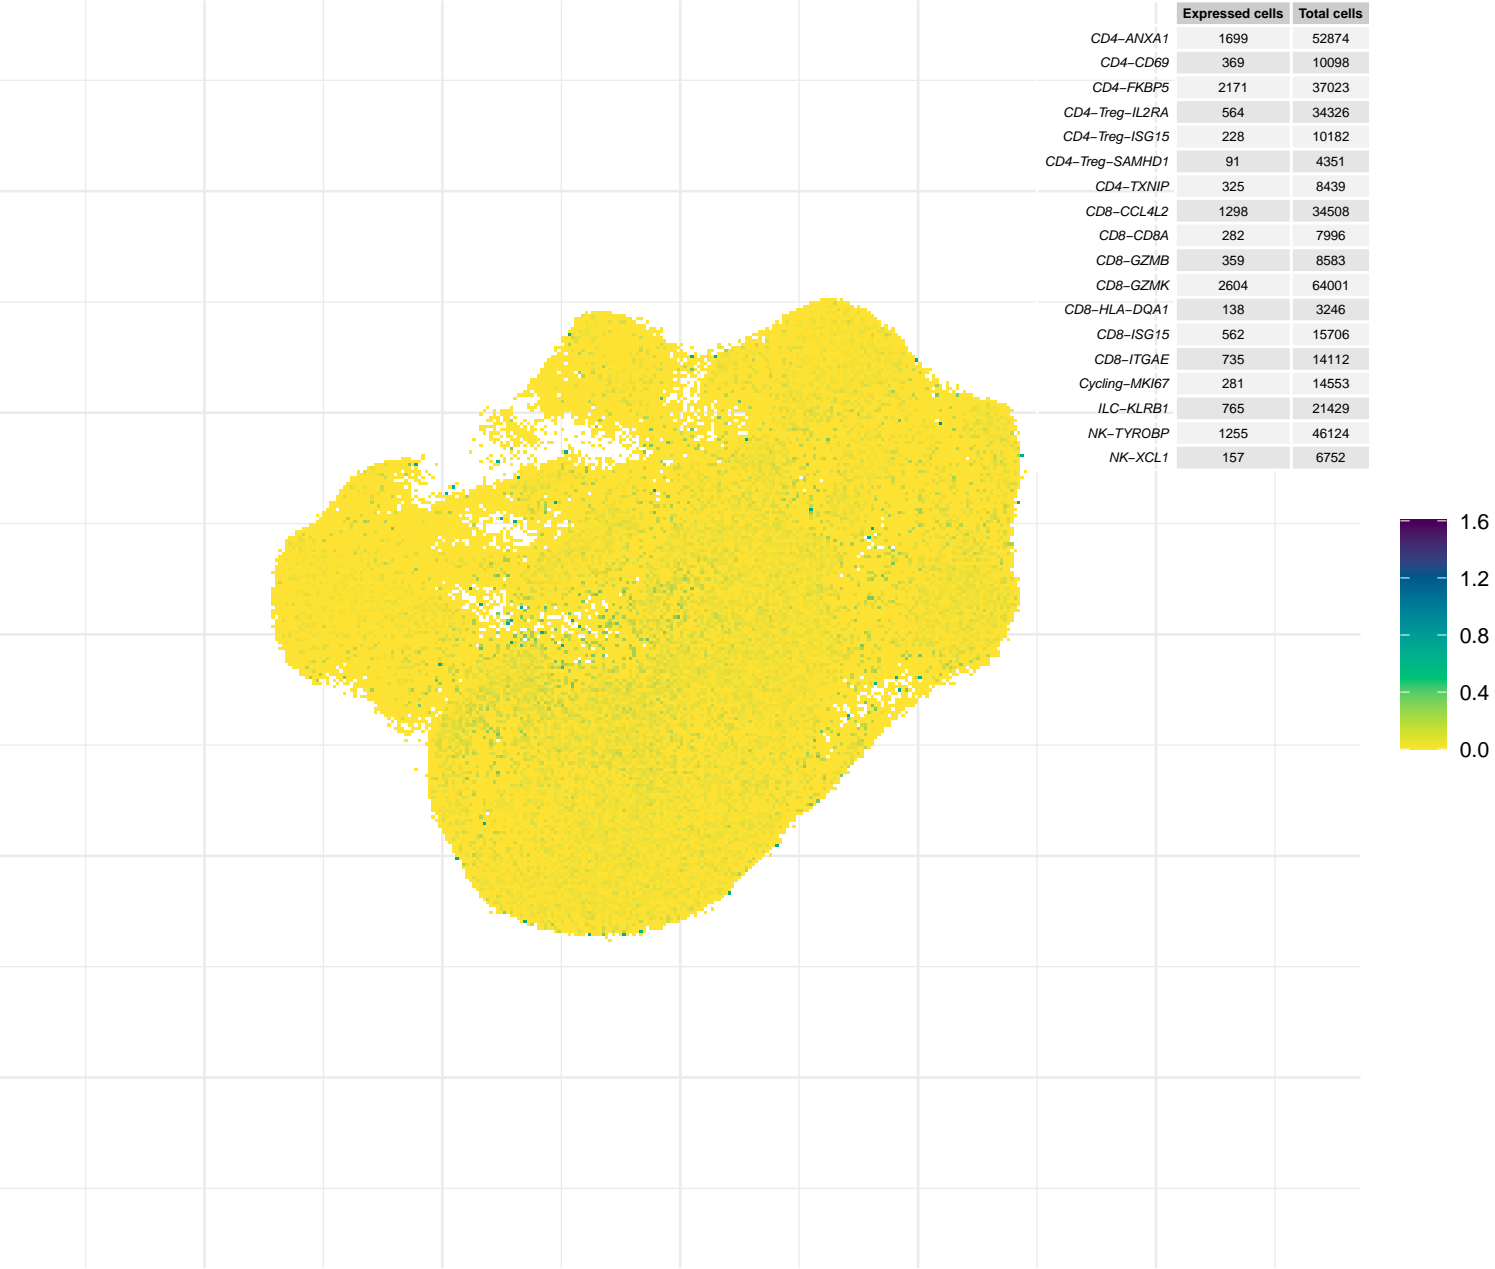 Expressed cells Total cells
CD4−ANXA1 1699 52874
CD4−CD69 369 10098
CD4−FKBP5 2171 37023
CD4−Treg−IL2RA 564 34326
CD4−Treg−ISG15 228 10182
CD4−Treg−SAMHD1 91 4351
CD4−TXNIP 325 8439
CD8−CCL4L2 1298 34508
CD8−CD8A 282 7996
CD8−GZMB 359 8583
CD8−GZMK 2604 64001
CD8−HLA−DQA1 138 3246
CD8−ISG15 562 15706
CD8−ITGAE 735 14112
Cycling−MKI67 281 14553
ILC−KLRB1 765 21429
NK−TYROBP 1255 46124
NK−XCL1 157 6752
1.6
1.2
0.8
0.4
0.0